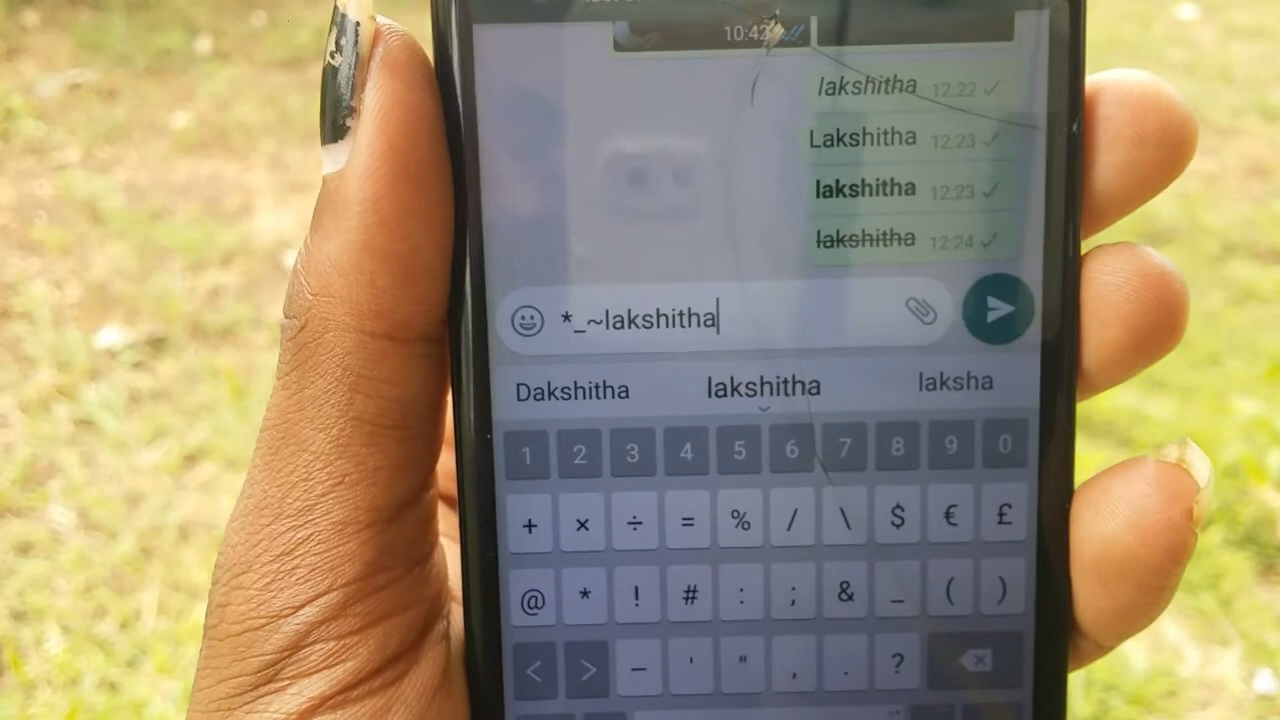 10:42
lakshitha 12:22
Lakshitha 12:23
lakshitha 12:23
lakshitha 12:24
*_~lakshitha
Dakshitha lakshitha laksha
1 2 3 4 5 6 7 8 9 0
+ × ÷ = % / \ $ € £
@ * ! # : ; & _ ( )
< > – ' " , . ?